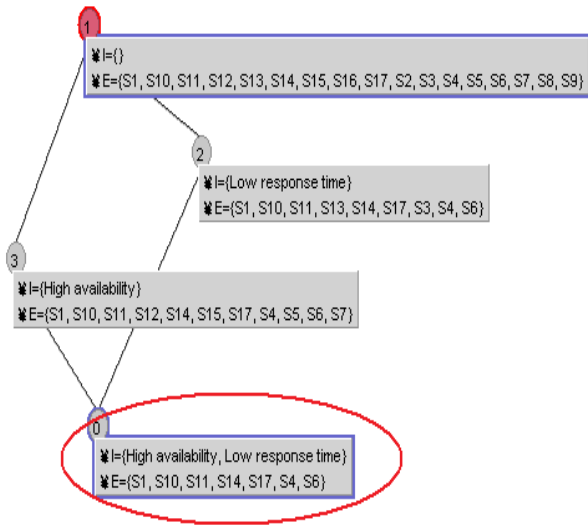 1
¥ I={}
¥ E={S1, S10, S11, S12, S13, S14, S15, S16, S17, S2, S3, S4, S5, S6, S7, S8, S9}
2
¥ I={Low response time}
¥ E={S1, S10, S11, S13, S14, S17, S3, S4, S6}
3
¥ I={High availability}
¥ E={S1, S10, S11, S12, S14, S15, S17, S4, S5, S6, S7}
0
¥ I={High availability, Low response time}
¥ E={S1, S10, S11, S14, S17, S4, S6}